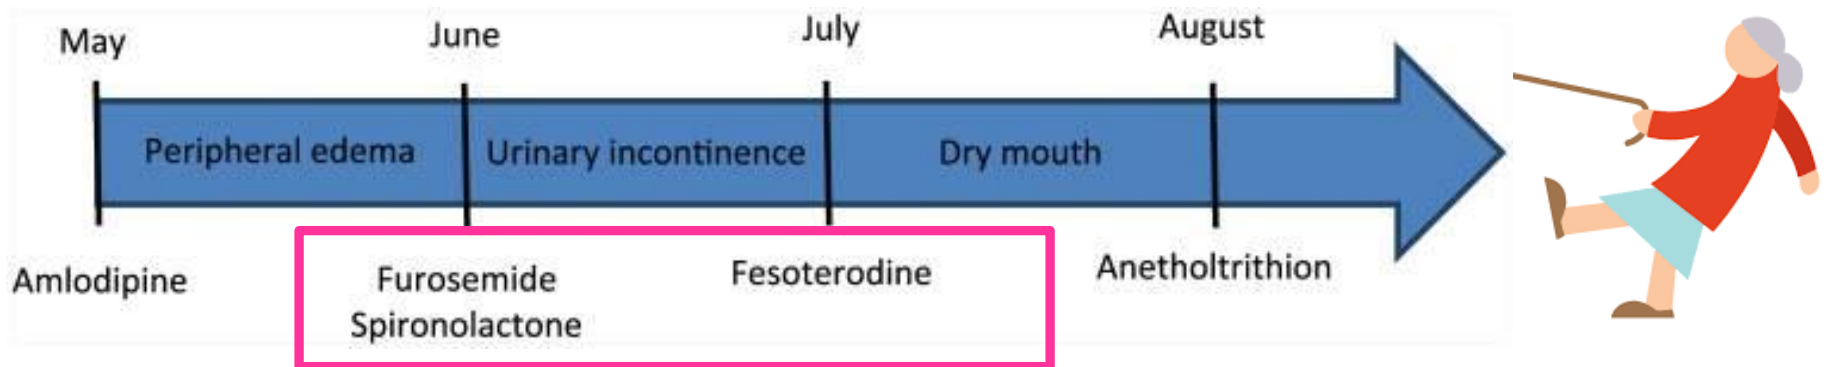 May
June
July
August
Peripheral edema
Urinary incontinence
Dry mouth
Amlodipine
Furosemide
Spironolactone
Fesoterodine
Anetholtrithion